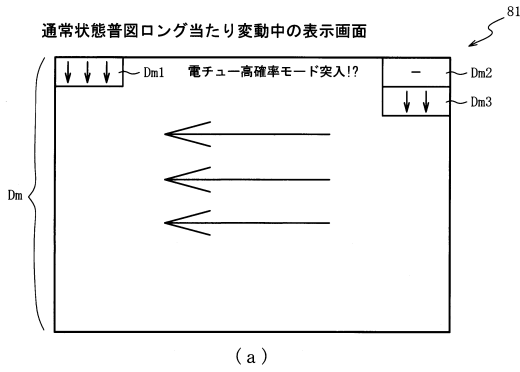 通常状態普図ロング当たり変動中の表示画面
81
Dm1
電チュー高確率モード突入!?
－
Dm2
Dm3
Dm
(a)